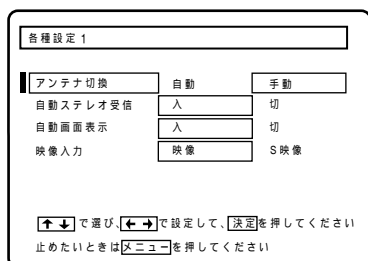 各種設定1
アンテナ切換 自動 手動
自動ステレオ受信 入 切
自動画面表示 入 切
映像入力 映像 S映像
↑↓で選び、←→で設定して、決定を押してください
止めたいときはメニューを押してください